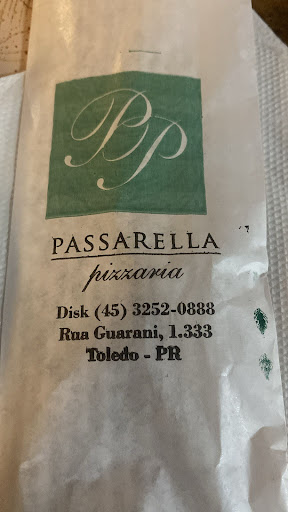 PP
PASSARELLA
pizzaria
Disk (45) 3252-0888
Rua Guarani, 1.333
Toledo - PR